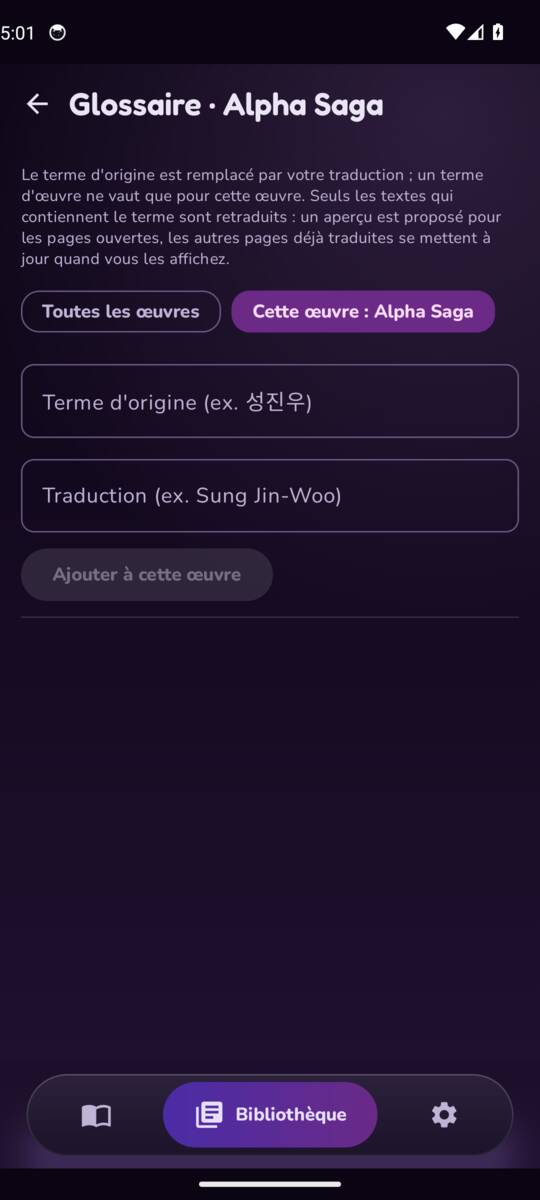 5:01
Glossaire · Alpha Saga
Le terme d'origine est remplacé par votre traduction ; un terme
d'œuvre ne vaut que pour cette œuvre. Seuls les textes qui
contiennent le terme sont retraduits : un aperçu est proposé pour
les pages ouvertes, les autres pages déjà traduites se mettent à
jour quand vous les affichez.
Toutes les œuvres
Cette œuvre : Alpha Saga
Terme d'origine (ex. 성진우)
Traduction (ex. Sung Jin-Woo)
Ajouter à cette œuvre
Bibliothèque